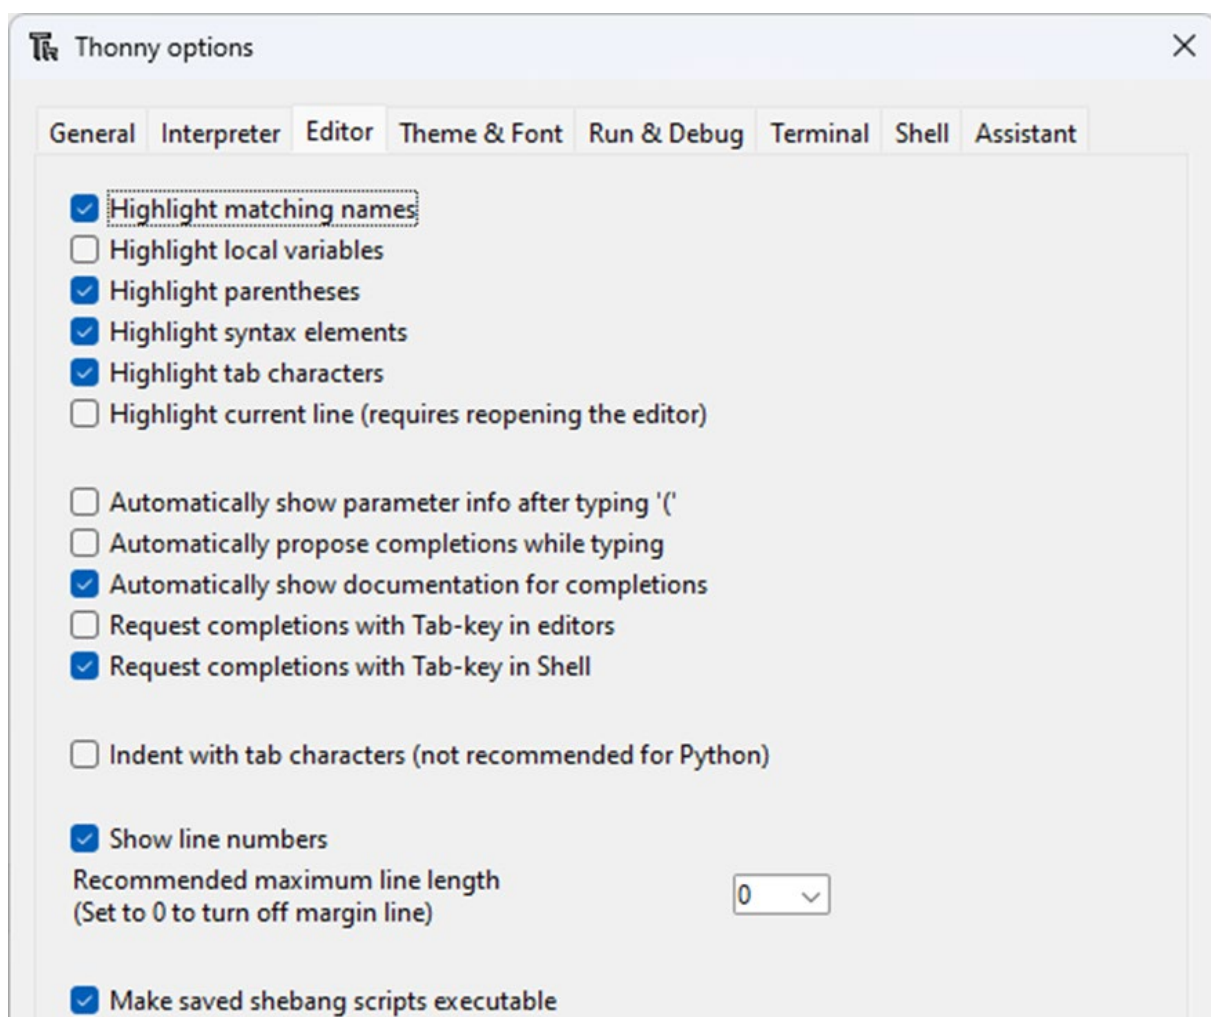 Thonny options
General Interpreter Editor Theme & Font Run & Debug Terminal Shell Assistant
Highlight matching names
Highlight local variables
Highlight parentheses
Highlight syntax elements
Highlight tab characters
Highlight current line (requires reopening the editor)
Automatically show parameter info after typing '('
Automatically propose completions while typing
Automatically show documentation for completions
Request completions with Tab-key in editors
Request completions with Tab-key in Shell
Indent with tab characters (not recommended for Python)
Show line numbers
Recommended maximum line length
(Set to 0 to turn off margin line)
0
Make saved shebang scripts executable